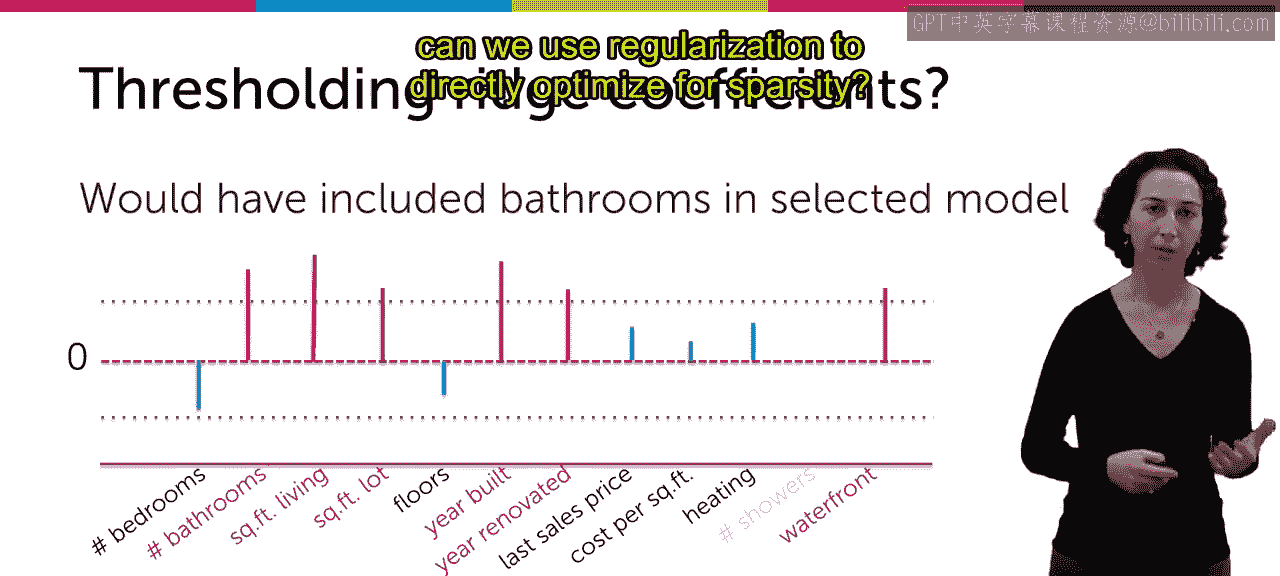 GPT中英字幕课程资源@bilibili.com
can we use regularization to
directly optimize for sparsity?
Thresholding ridge coefficients?
Would have included bathrooms in selected model
0
# bedrooms
# bathrooms
sq.ft. living
sq.ft. lot
floors
year built
year renovated
last sales price
cost per sq.ft.
heating
# showers
waterfront